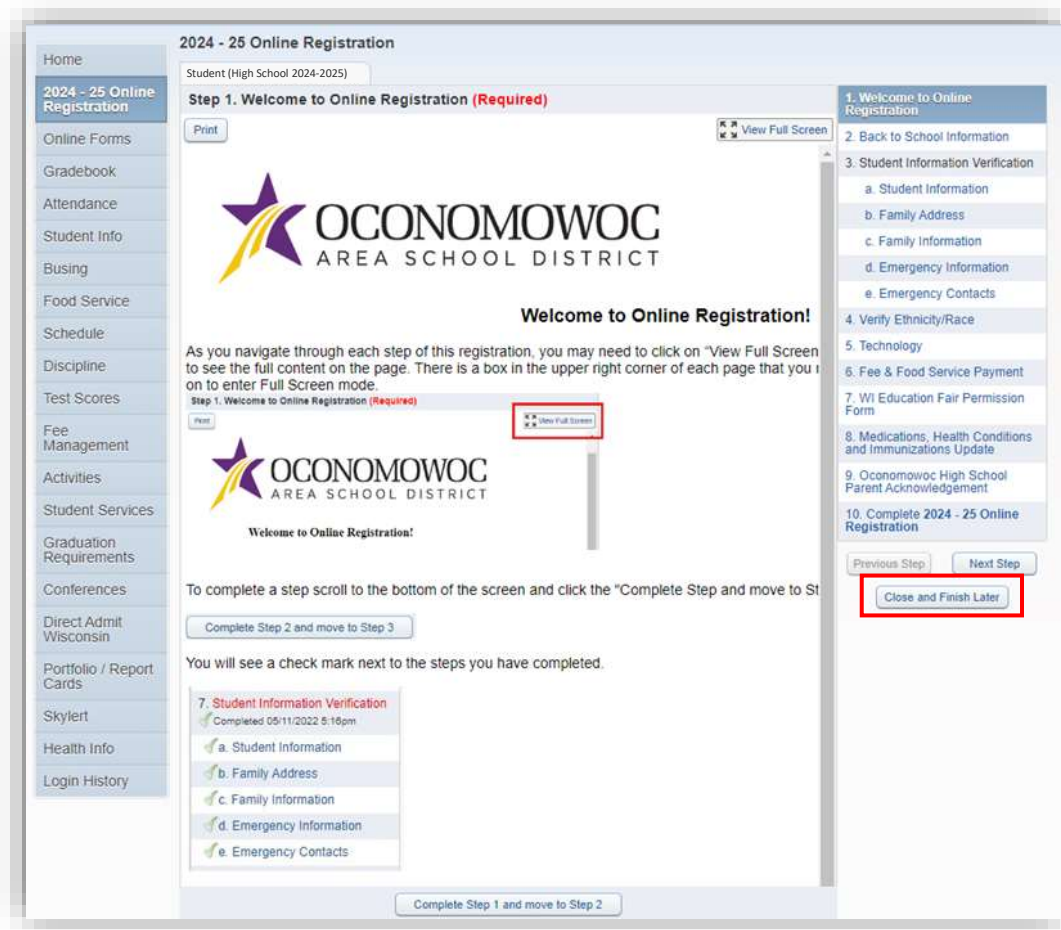 2024 - 25 Online Registration
Home
2024 - 25 Online
Registration
Online Forms
Gradebook
Attendance
Student Info
Busing
Food Service
Schedule
Discipline
Test Scores
Fee
Management
Activities
Student Services
Graduation
Requirements
Conferences
Direct Admit
Wisconsin
Portfolio / Report
Cards
Skylert
Health Info
Login History
Student (High School 2024-2025)
Step 1. Welcome to Online Registration (Required)
Print
View Full Screen
OCONOMOWOC
AREA SCHOOL DISTRICT
Welcome to Online Registration!
As you navigate through each step of this registration, you may need to click on “View Full Screen
to see the full content on the page. There is a box in the upper right corner of each page that you
on to enter Full Screen mode.
Step 1. Welcome to Online Registration (Required)
Print
View Full Screen
OCONOMOWOC
AREA SCHOOL DISTRICT
Welcome to Online Registration!
To complete a step scroll to the bottom of the screen and click the "Complete Step and move to St
Complete Step 2 and move to Step 3
You will see a check mark next to the steps you have completed.
7. Student Information Verification
Completed 05/11/2022 5:16pm
a. Student Information
b. Family Address
c. Family Information
d. Emergency Information
e. Emergency Contacts
Complete Step 1 and move to Step 2
1. Welcome to Online
Registration
2. Back to School Information
3. Student Information Verification
a. Student Information
b. Family Address
c. Family Information
d. Emergency Information
e. Emergency Contacts
4. Verify Ethnicity/Race
5. Technology
6. Fee & Food Service Payment
7. WI Education Fair Permission
Form
8. Medications, Health Conditions
and Immunizations Update
9. Oconomowoc High School
Parent Acknowledgement
10. Complete 2024 - 25 Online
Registration
Previous Step
Next Step
Close and Finish Later